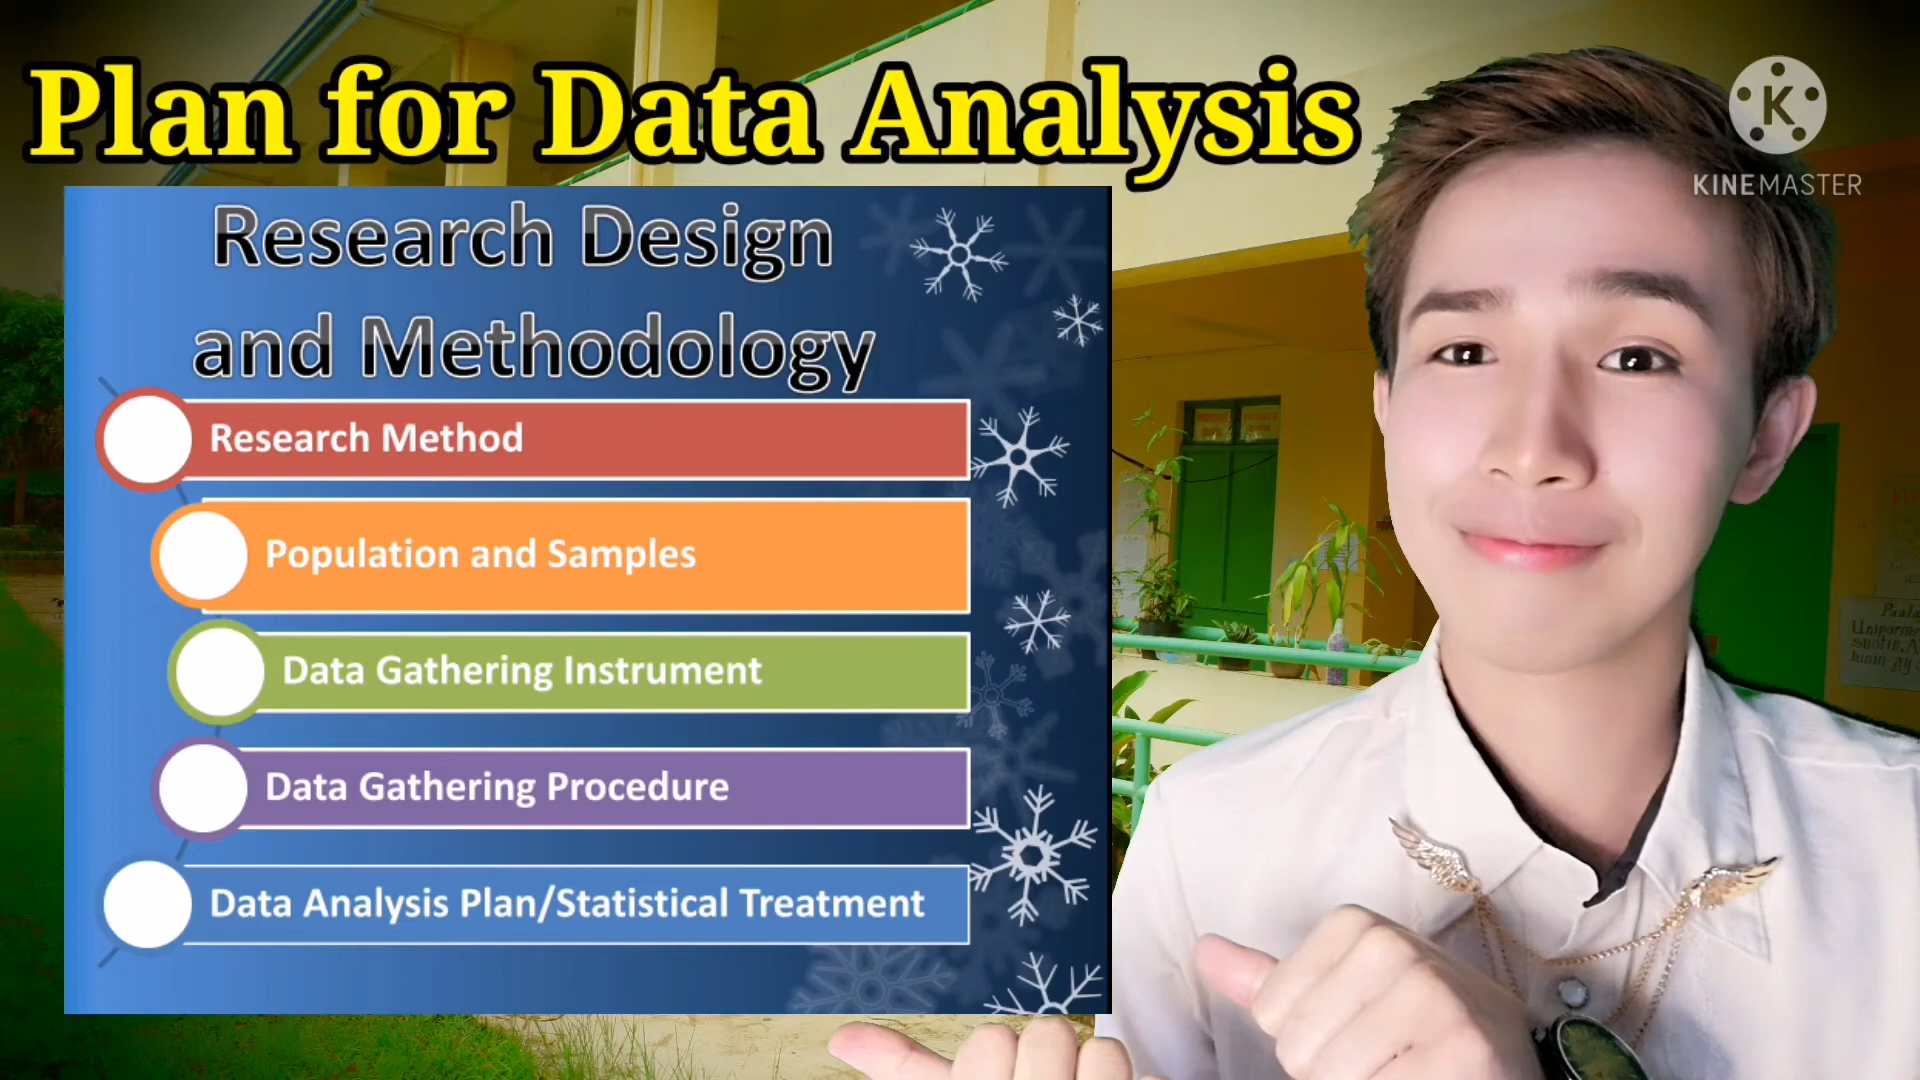 Plan for Data Analysis
K
KINEMASTER
Research Design
and Methodology
Research Method
Population and Samples
Data Gathering Instrument
Data Gathering Procedure
Data Analysis Plan/Statistical Treatment